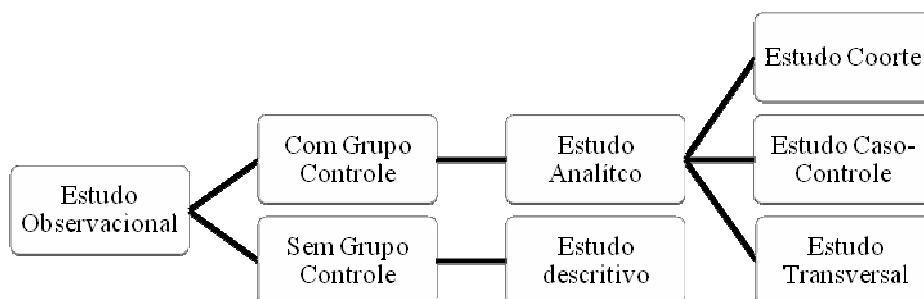 Estudo
Observacional
Com Grupo
Controle
Sem Grupo
Controle
Estudo
Analítco
Estudo
descritivo
Estudo Coorte
Estudo Caso-
Controle
Estudo
Transversal